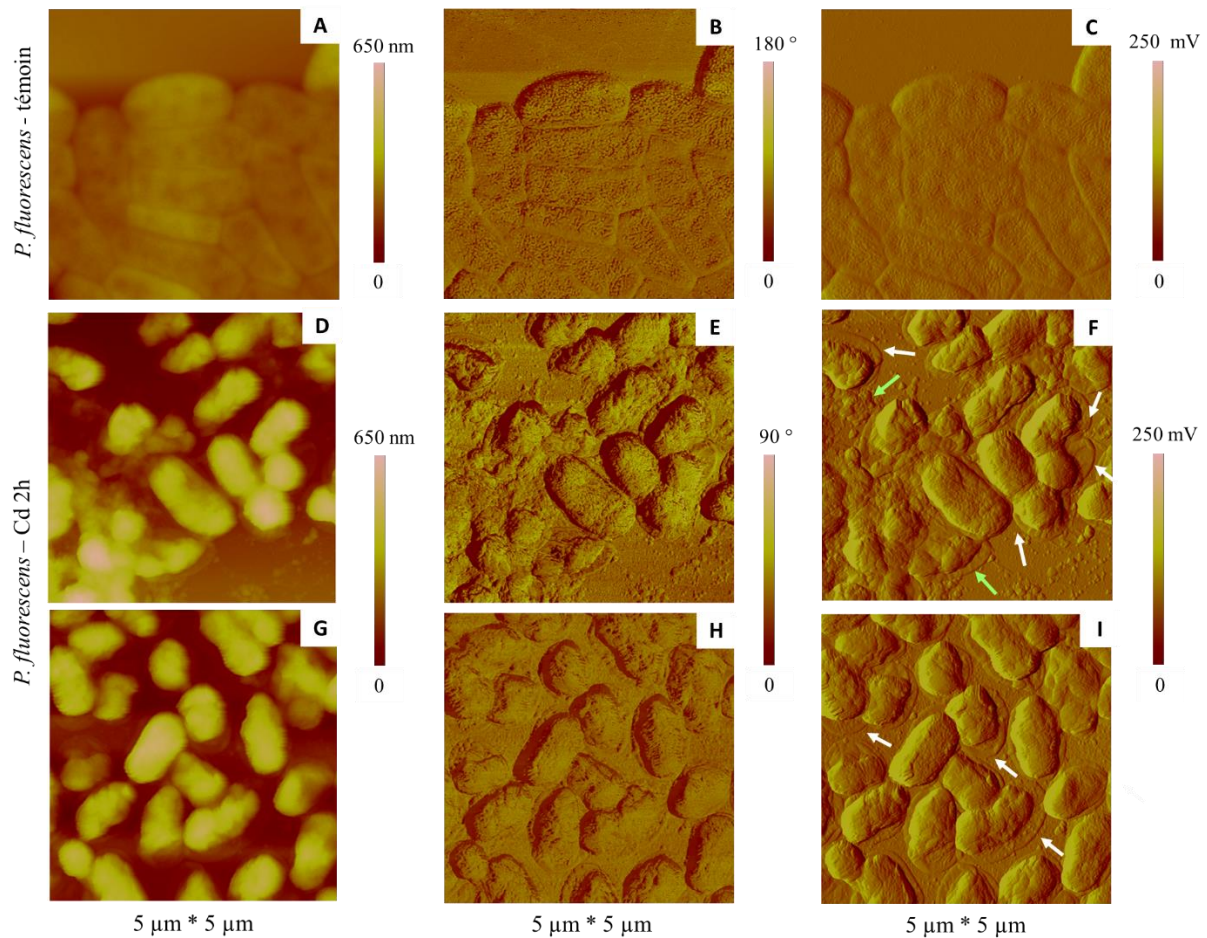 A
650 nm
0
B
180 °
0
C
250 mV
0
P. fluorescens - témoin
D
650 nm
0
E
90 °
0
F
250 mV
0
P. fluorescens – Cd 2h
G
H
I
5 µm * 5 µm
5 µm * 5 µm
5 µm * 5 µm